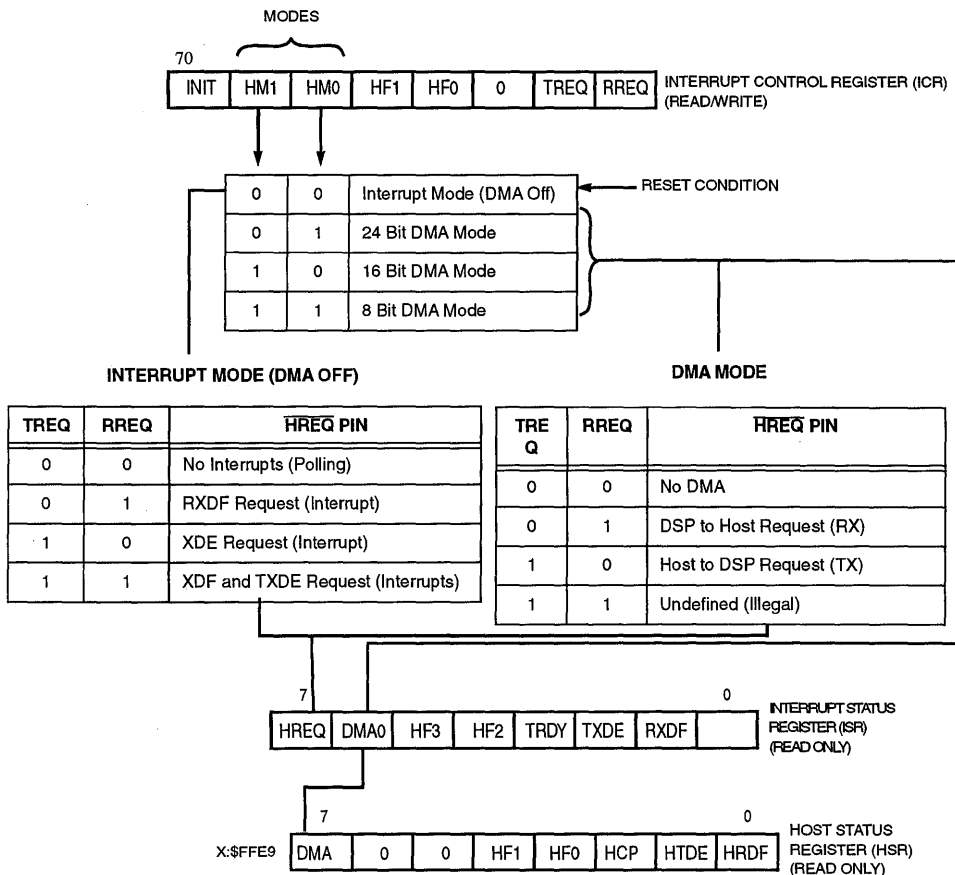 MODES
70
INIT HM1 HM0 HF1 HF0 0 TREQ RREQ
INTERRUPT CONTROL REGISTER (ICR)
(READ/WRITE)
0 0 Interrupt Mode (DMA Off)
RESET CONDITION
0 1 24 Bit DMA Mode
1 0 16 Bit DMA Mode
1 1 8 Bit DMA Mode
INTERRUPT MODE (DMA OFF)
TREQ RREQ HREQ PIN
0 0 No Interrupts (Polling)
0 1 RXDF Request (Interrupt)
1 0 XDE Request (Interrupt)
1 1 XDF and TXDE Request (Interrupts)
DMA MODE
TRE
Q RREQ HREQ PIN
0 0 No DMA
0 1 DSP to Host Request (RX)
1 0 Host to DSP Request (TX)
1 1 Undefined (Illegal)
7 0
HREQ DMA0 HF3 HF2 TRDY TXDE RXDF
INTERRUPT STATUS
REGISTER (ISR)
(READ ONLY)
7 0
X:$FFE9 DMA 0 0 HF1 HF0 HCP HTDE HRDF
HOST STATUS
REGISTER (HSR)
(READ ONLY)